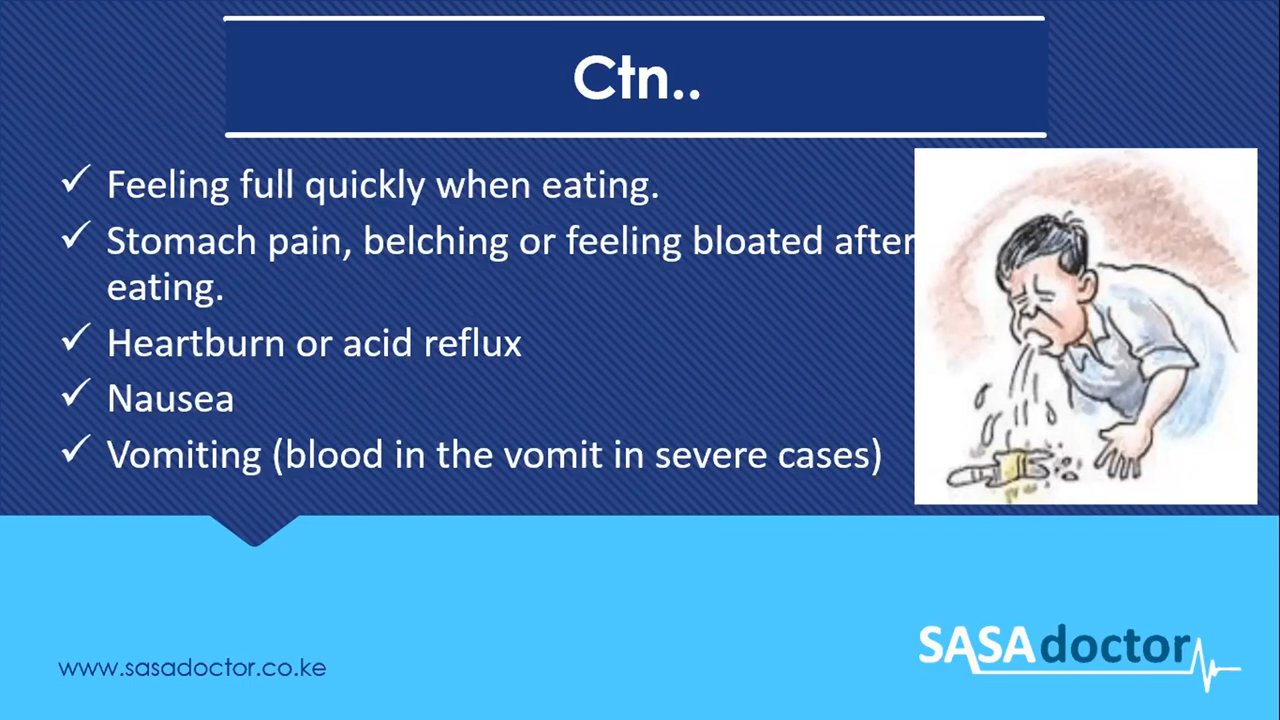 Ctn..
✓ Feeling full quickly when eating.
✓ Stomach pain, belching or feeling bloated after
eating.
✓ Heartburn or acid reflux
✓ Nausea
✓ Vomiting (blood in the vomit in severe cases)
www.sasadoctor.co.ke
SASAdoctor